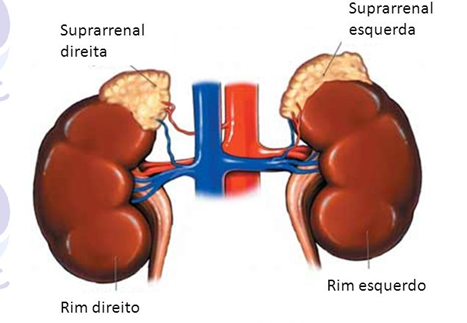 Suprarrenal
direita
Suprarrenal
esquerda
Rim direito
Rim esquerdo